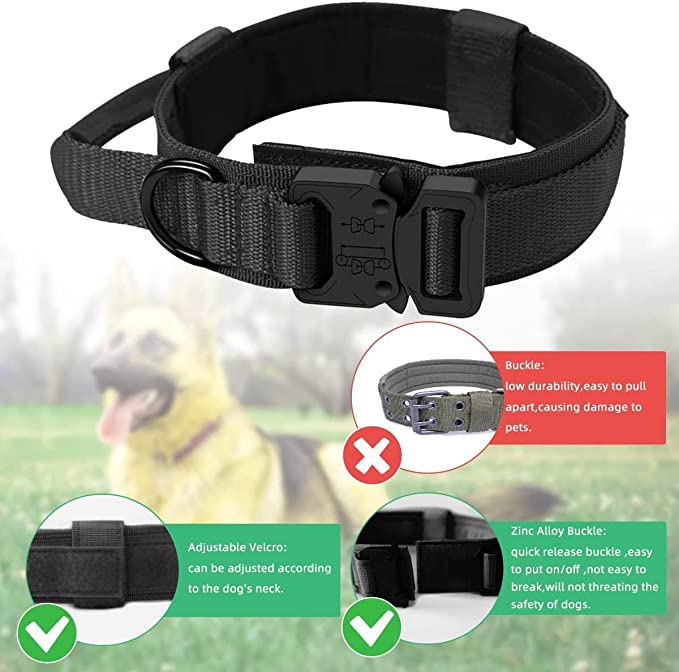 Buckle:
low durability,easy to pull
apart,causing damage to
pets.
Adjustable Velcro:
can be adjusted according
to the dog's neck.
Zinc Alloy Buckle:
quick release buckle ,easy
to put on/off ,not easy to
break,will not threating the
safety of dogs.